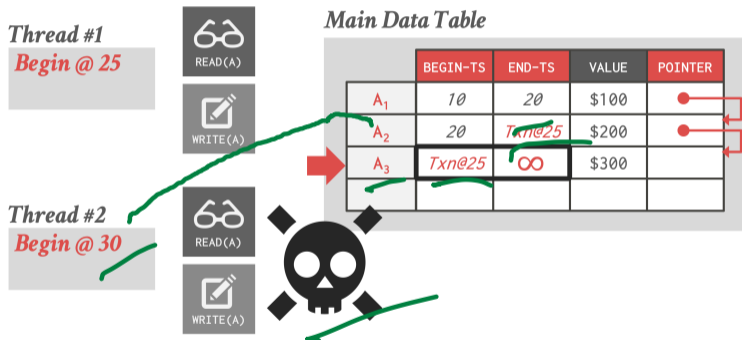 Thread #1
Begin @ 25
READ(A)
WRITE(A)
Thread #2
Begin @ 30
READ(A)
WRITE(A)
Main Data Table
BEGIN-TS END-TS VALUE POINTER
A₁ 10 20 $100
A₂ 20 Txn@25 $200
A₃ Txn@25 ∞ $300